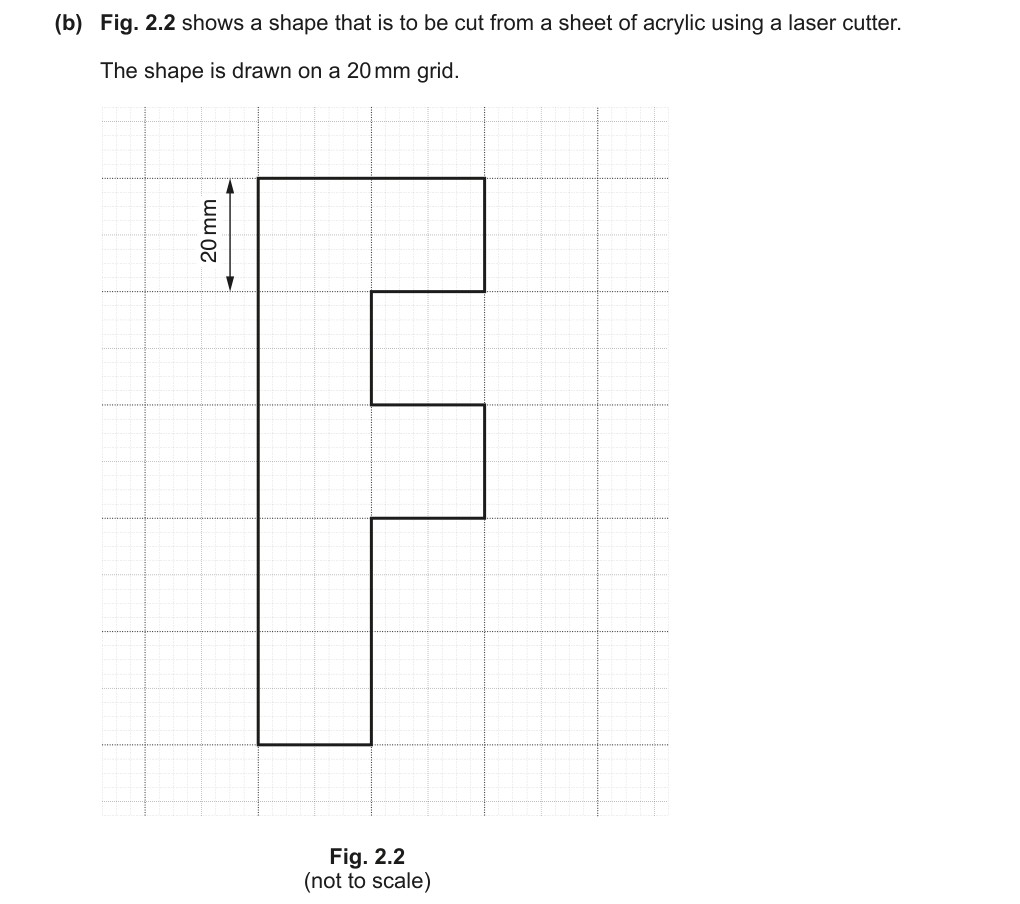 (b) Fig. 2.2 shows a shape that is to be cut from a sheet of acrylic using a laser cutter.
The shape is drawn on a 20 mm grid.
20 mm
Fig. 2.2
(not to scale)